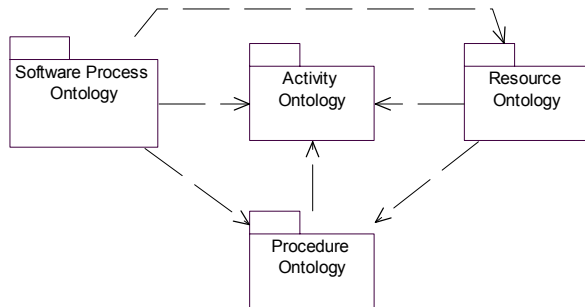 Software Process
Ontology
Activity
Ontology
Resource
Ontology
Procedure
Ontology